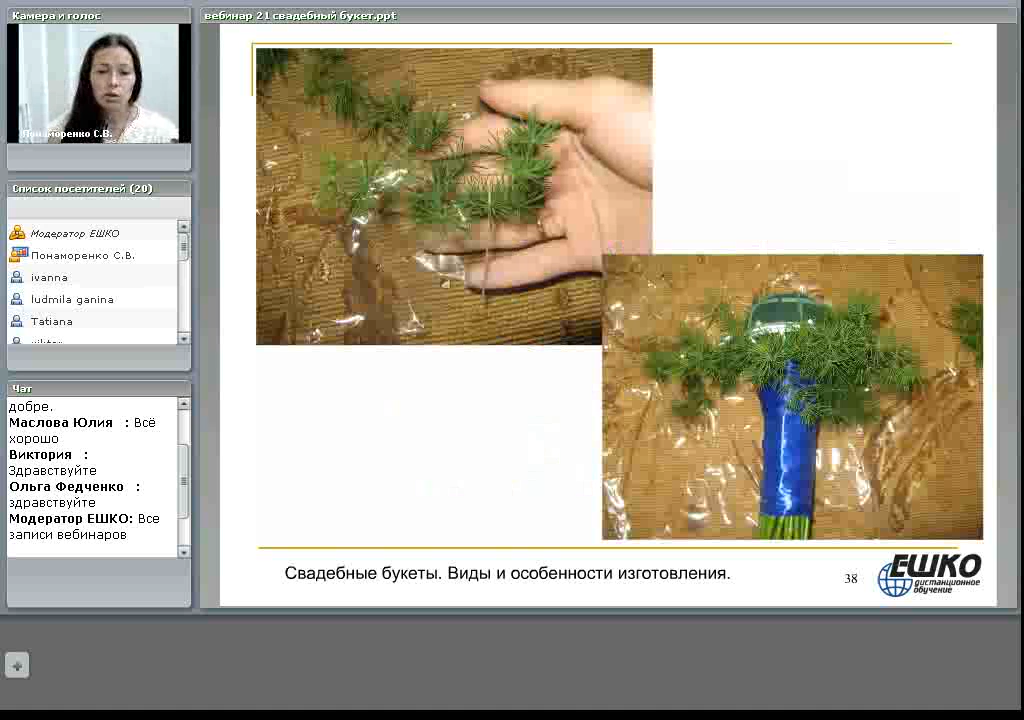 Камера и голос
Понаморенко С.В.
Список посетителей (20)
Модератор ЕШКО
Понаморенко С.В.
ivanna
ludmila ganina
Tatiana
Чат
добре.
Маслова Юлия : Всё
хорошо
Виктория :
Здравствуйте
Ольга Федченко :
здравствуйте
Модератор ЕШКО: Все
записи вебинаров
вебинар 21 свадебный букет.ppt
Свадебные букеты. Виды и особенности изготовления.
38
ЕШКО
дистанционное
обучение